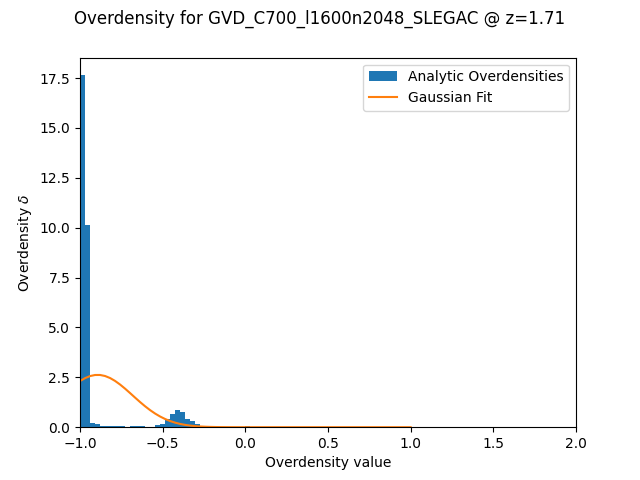 Overdensity for GVD_C700_l1600n2048_SLEGAC @ z=1.71
Analytic Overdensities
Gaussian Fit
Overdensity δ
17.5
15.0
12.5
10.0
7.5
5.0
2.5
0.0
−1.0 −0.5 0.0 0.5 1.0 1.5 2.0
Overdensity value